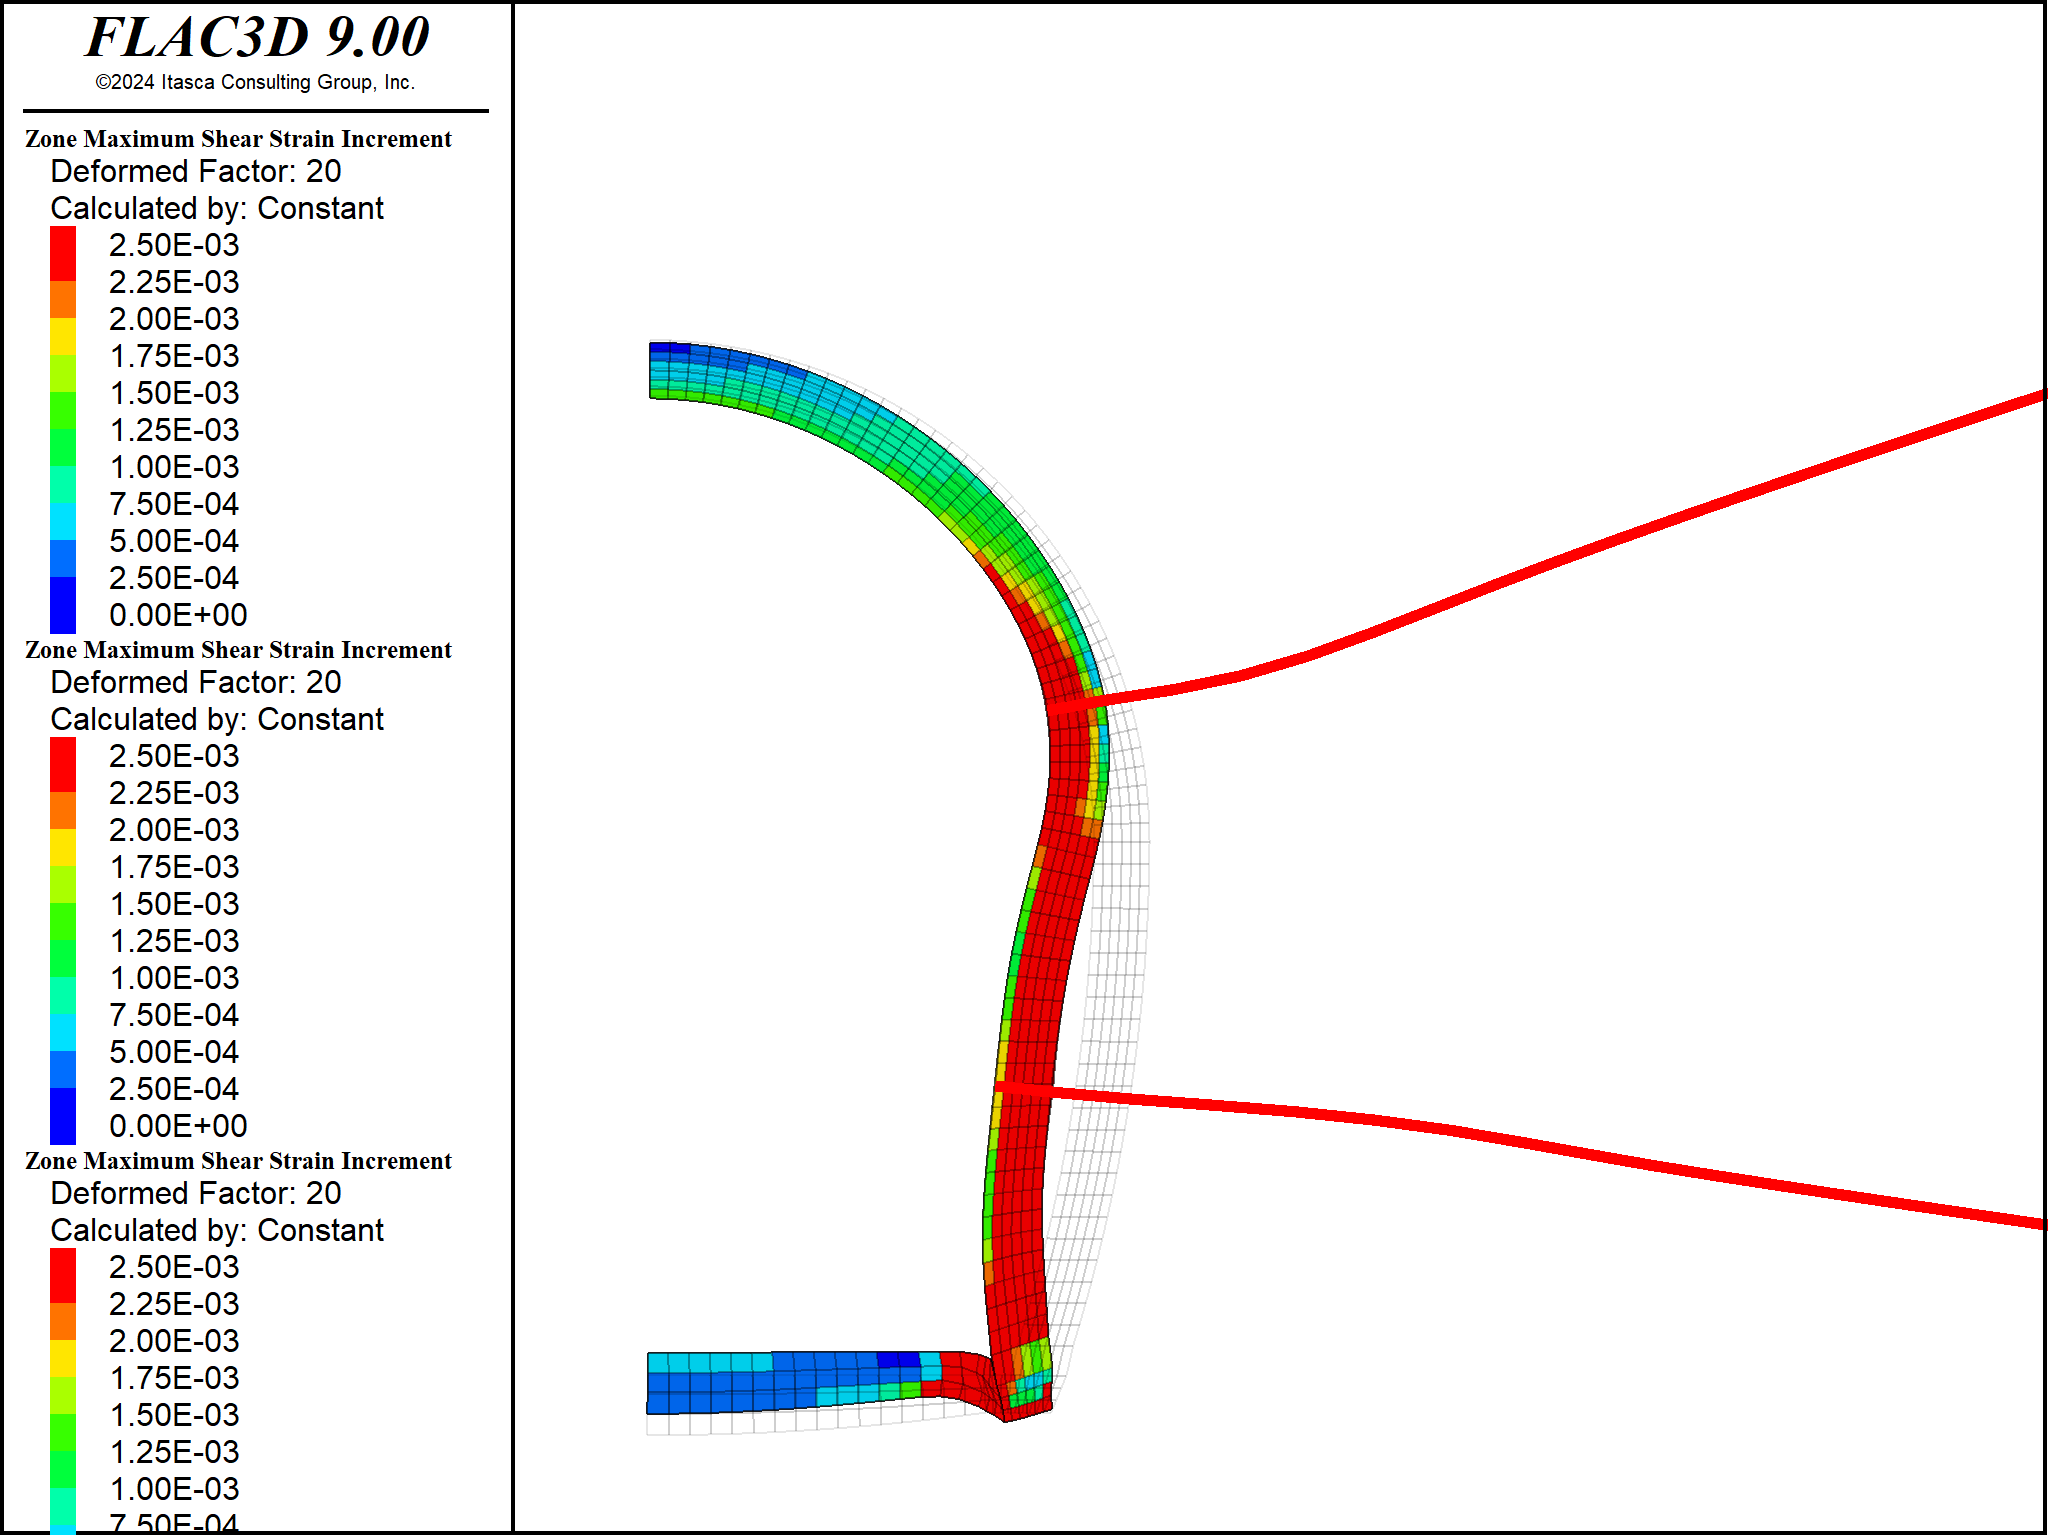 FLAC3D 9.00
©2024 Itasca Consulting Group, Inc.
Zone Maximum Shear Strain Increment
Deformed Factor: 20
Calculated by: Constant
2.50E-03
2.25E-03
2.00E-03
1.75E-03
1.50E-03
1.25E-03
1.00E-03
7.50E-04
5.00E-04
2.50E-04
0.00E+00
Zone Maximum Shear Strain Increment
Deformed Factor: 20
Calculated by: Constant
2.50E-03
2.25E-03
2.00E-03
1.75E-03
1.50E-03
1.25E-03
1.00E-03
7.50E-04
5.00E-04
2.50E-04
0.00E+00
Zone Maximum Shear Strain Increment
Deformed Factor: 20
Calculated by: Constant
2.50E-03
2.25E-03
2.00E-03
1.75E-03
1.50E-03
1.25E-03
1.00E-03
7.50E-04